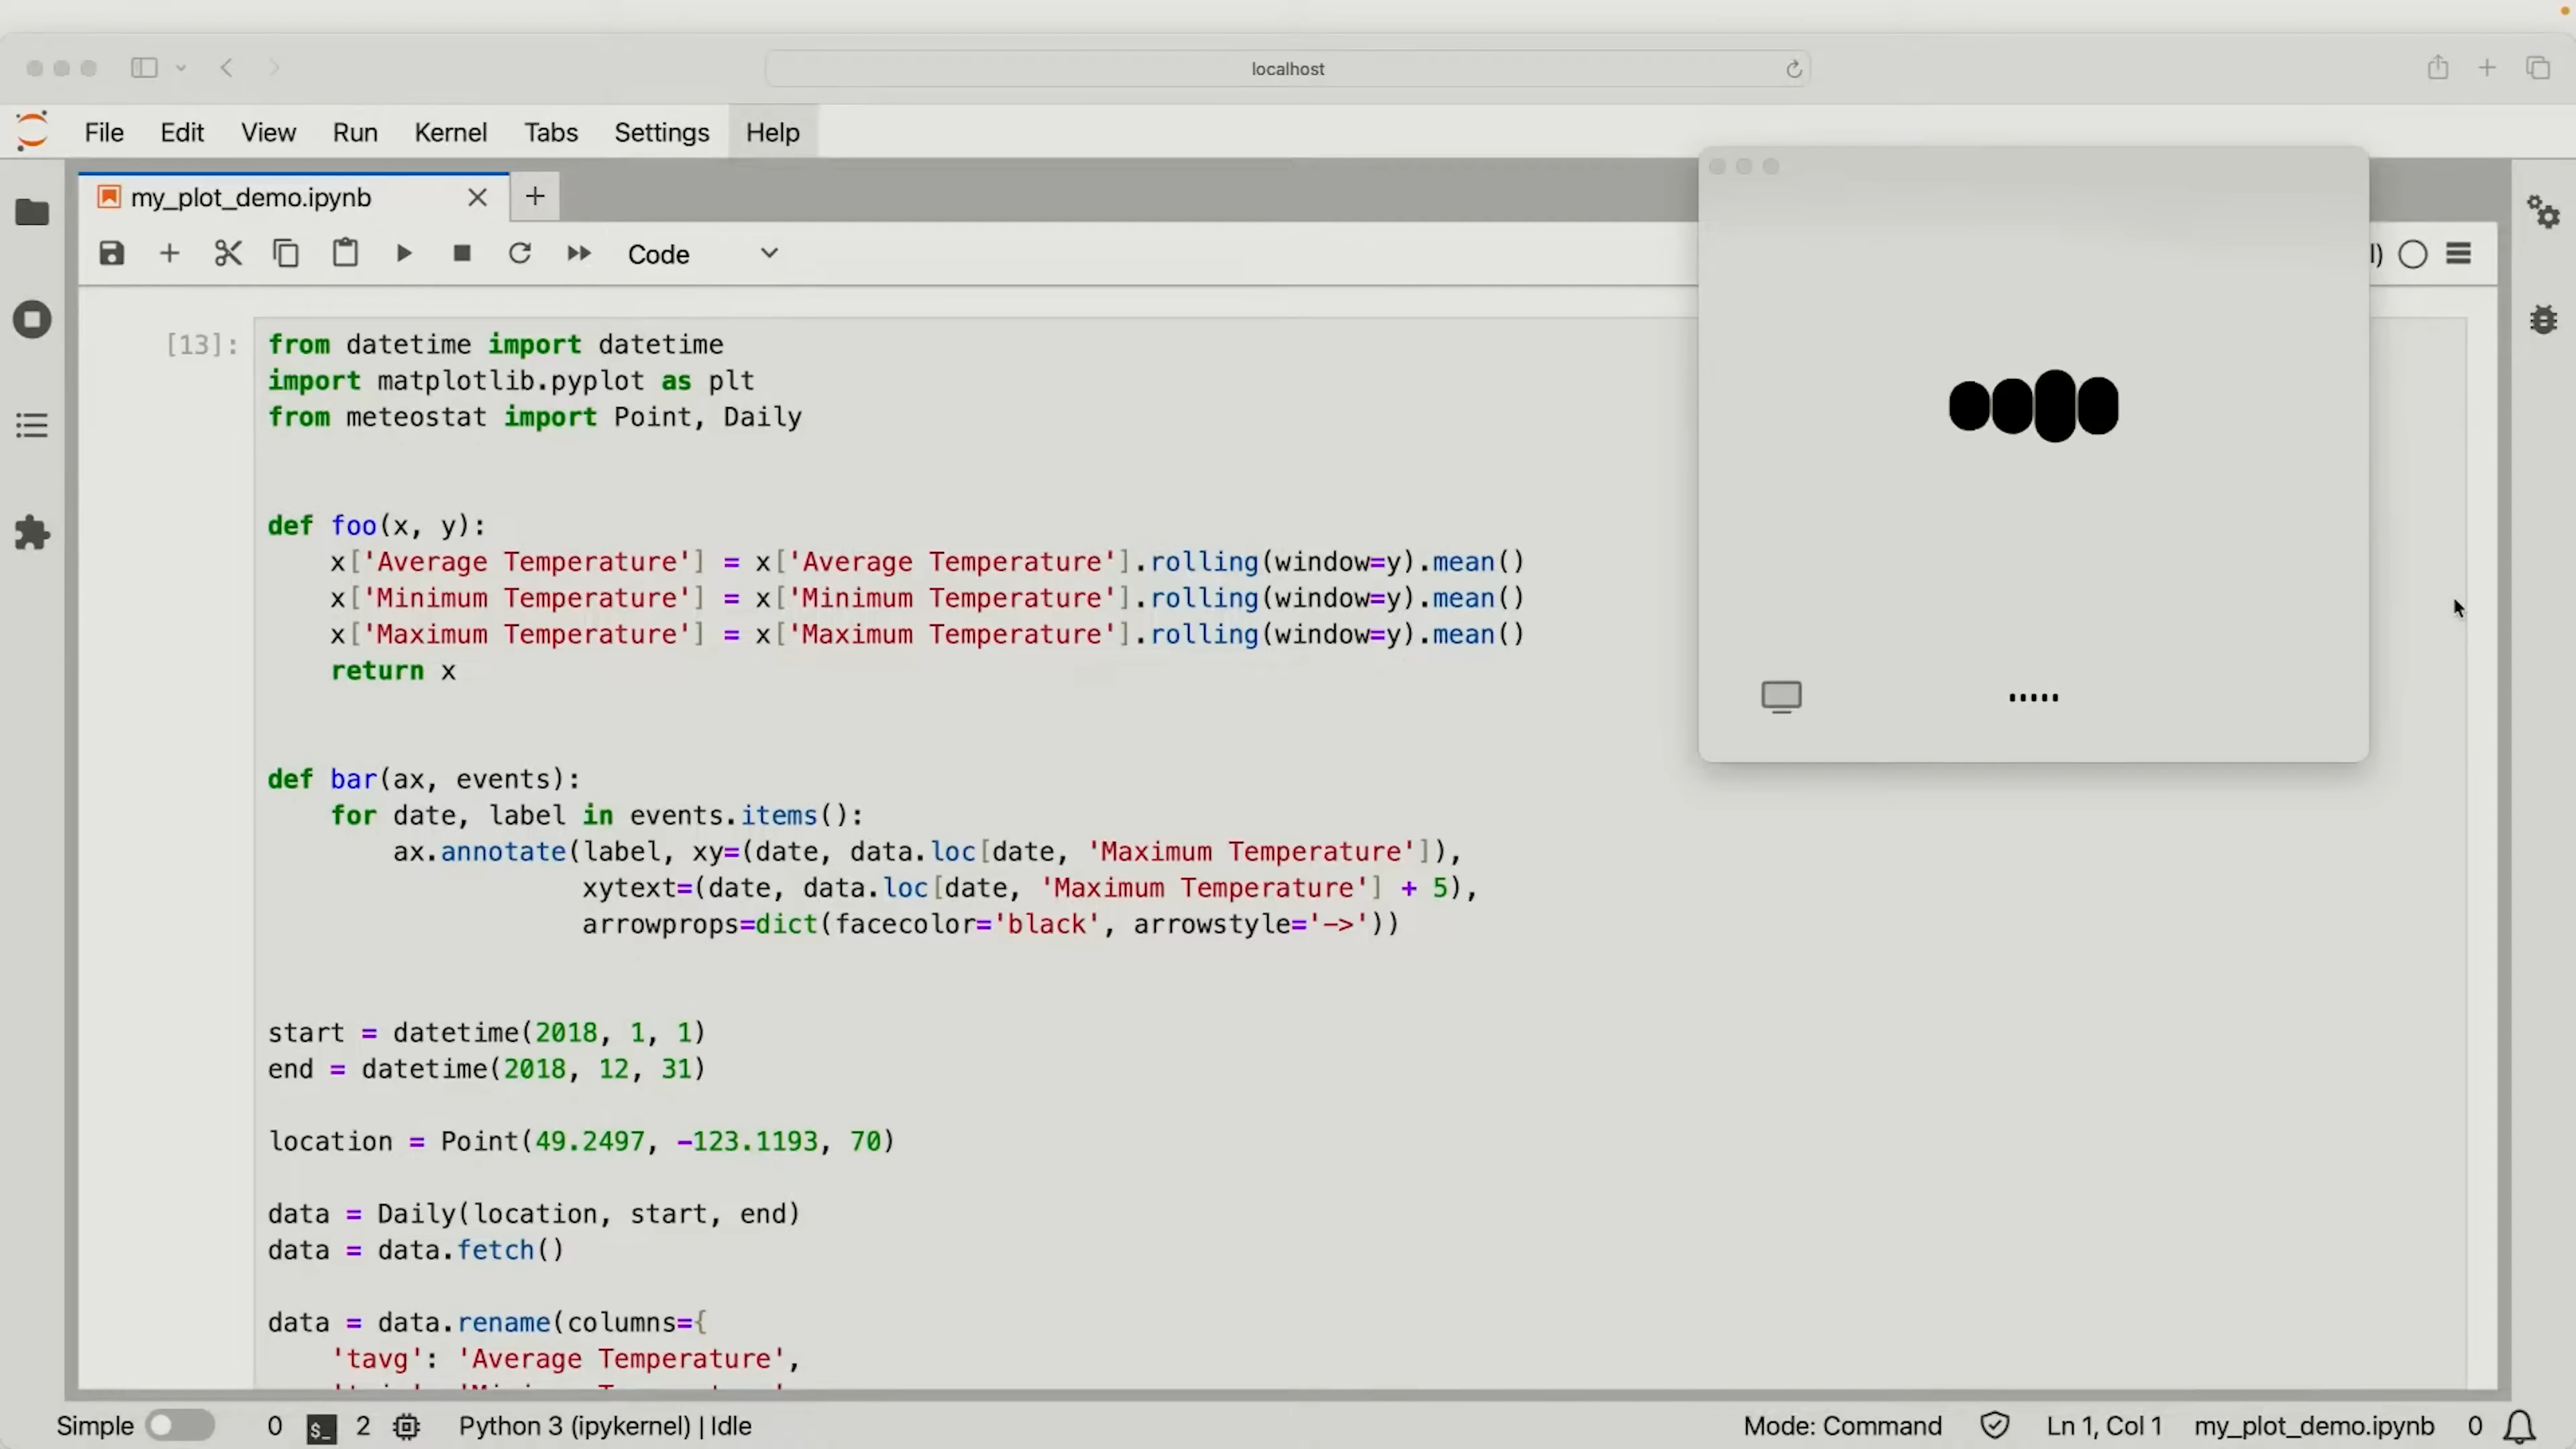 localhost
File Edit View Run Kernel Tabs Settings Help
my_plot_demo.ipynb
Code
[13]:
from datetime import datetime
import matplotlib.pyplot as plt
from meteostat import Point, Daily
def foo(x, y):
x['Average Temperature'] = x['Average Temperature'].rolling(window=y).mean()
x['Minimum Temperature'] = x['Minimum Temperature'].rolling(window=y).mean()
x['Maximum Temperature'] = x['Maximum Temperature'].rolling(window=y).mean()
return x
def bar(ax, events):
for date, label in events.items():
ax.annotate(label, xy=(date, data.loc[date, 'Maximum Temperature']),
xytext=(date, data.loc[date, 'Maximum Temperature'] + 5),
arrowprops=dict(facecolor='black', arrowstyle='->'))
start = datetime(2018, 1, 1)
end = datetime(2018, 12, 31)
location = Point(49.2497, -123.1193, 70)
data = Daily(location, start, end)
data = data.fetch()
data = data.rename(columns={
'tavg': 'Average Temperature',
Simple 0 $_ 2 Python 3 (ipykernel) | Idle Mode: Command Ln 1, Col 1 my_plot_demo.ipynb 0